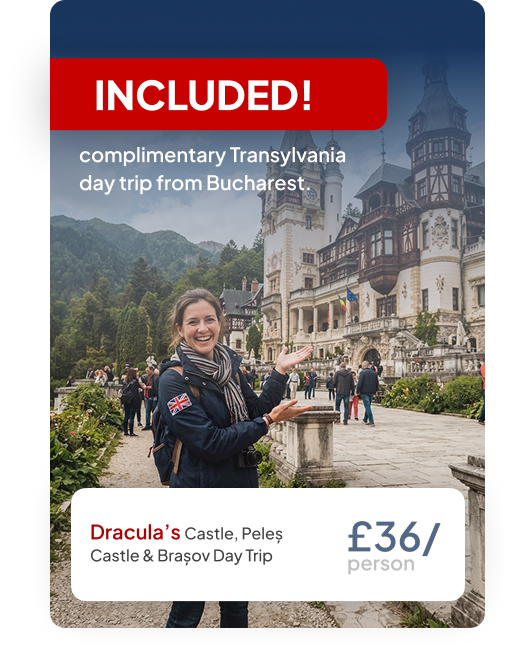 INCLUDED!
complimentary Transylvania
day trip from Bucharest.
Dracula's Castle, Peleș
Castle & Brașov Day Trip
£36/
person